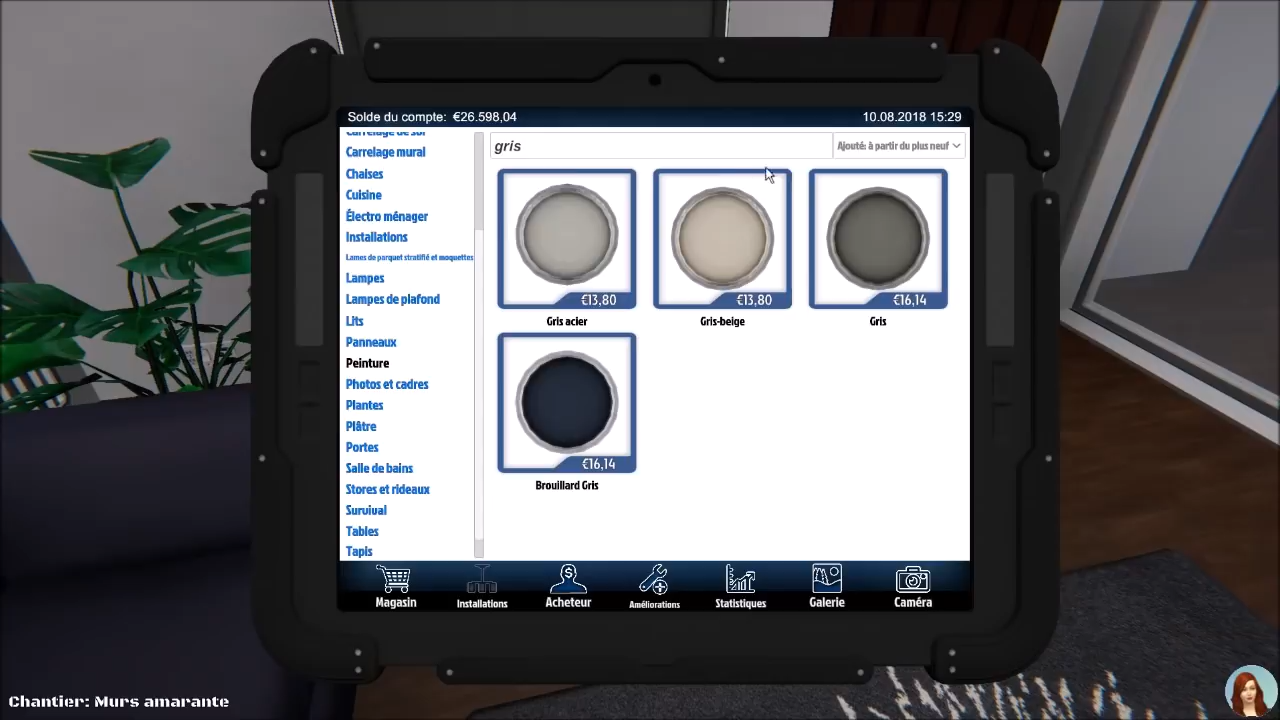 Solde du compte: €26.598,04
10.08.2018 15:29
Carrelage de sol
Carrelage mural
Chaises
Cuisine
Électro ménager
Installations
Lames de parquet stratifié et moquettes
Lampes
Lampes de plafond
Lits
Panneaux
Peinture
Photos et cadres
Plantes
Plâtre
Portes
Salle de bains
Stores et rideaux
Survival
Tables
Tapis
gris
Ajouté: à partir du plus neuf
€13,80
€13,80
€16,14
Gris acier
Gris-beige
Gris
€16,14
Brouillard Gris
Magasin
Installations
Acheteur
Améliorations
Statistiques
Galerie
Caméra
Chantier: Murs amarante